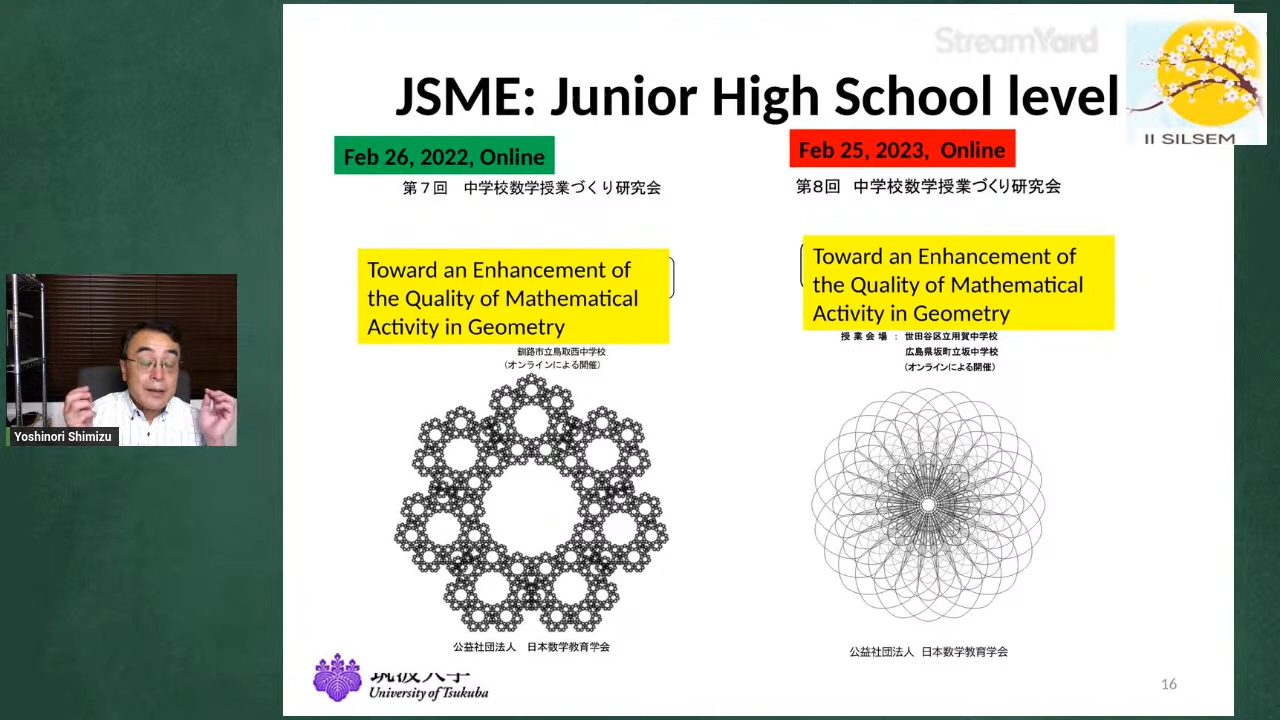 StreamYard
JSME: Junior High School level
II SILSEM
Feb 26, 2022, Online
第７回　中学校数学授業づくり研究会
Toward an Enhancement of
the Quality of Mathematical
Activity in Geometry
釧路市立鳥取西中学校
（オンラインによる開催）
公益社団法人　日本数学教育学会
Feb 25, 2023, Online
第8回　中学校数学授業づくり研究会
Toward an Enhancement of
the Quality of Mathematical
Activity in Geometry
授 業 会 場 ： 世田谷区立用賀中学校
広島県坂町立坂中学校
（オンラインによる開催）
公益社団法人　日本数学教育学会
Yoshinori Shimizu
筑波大学
University of Tsukuba
16